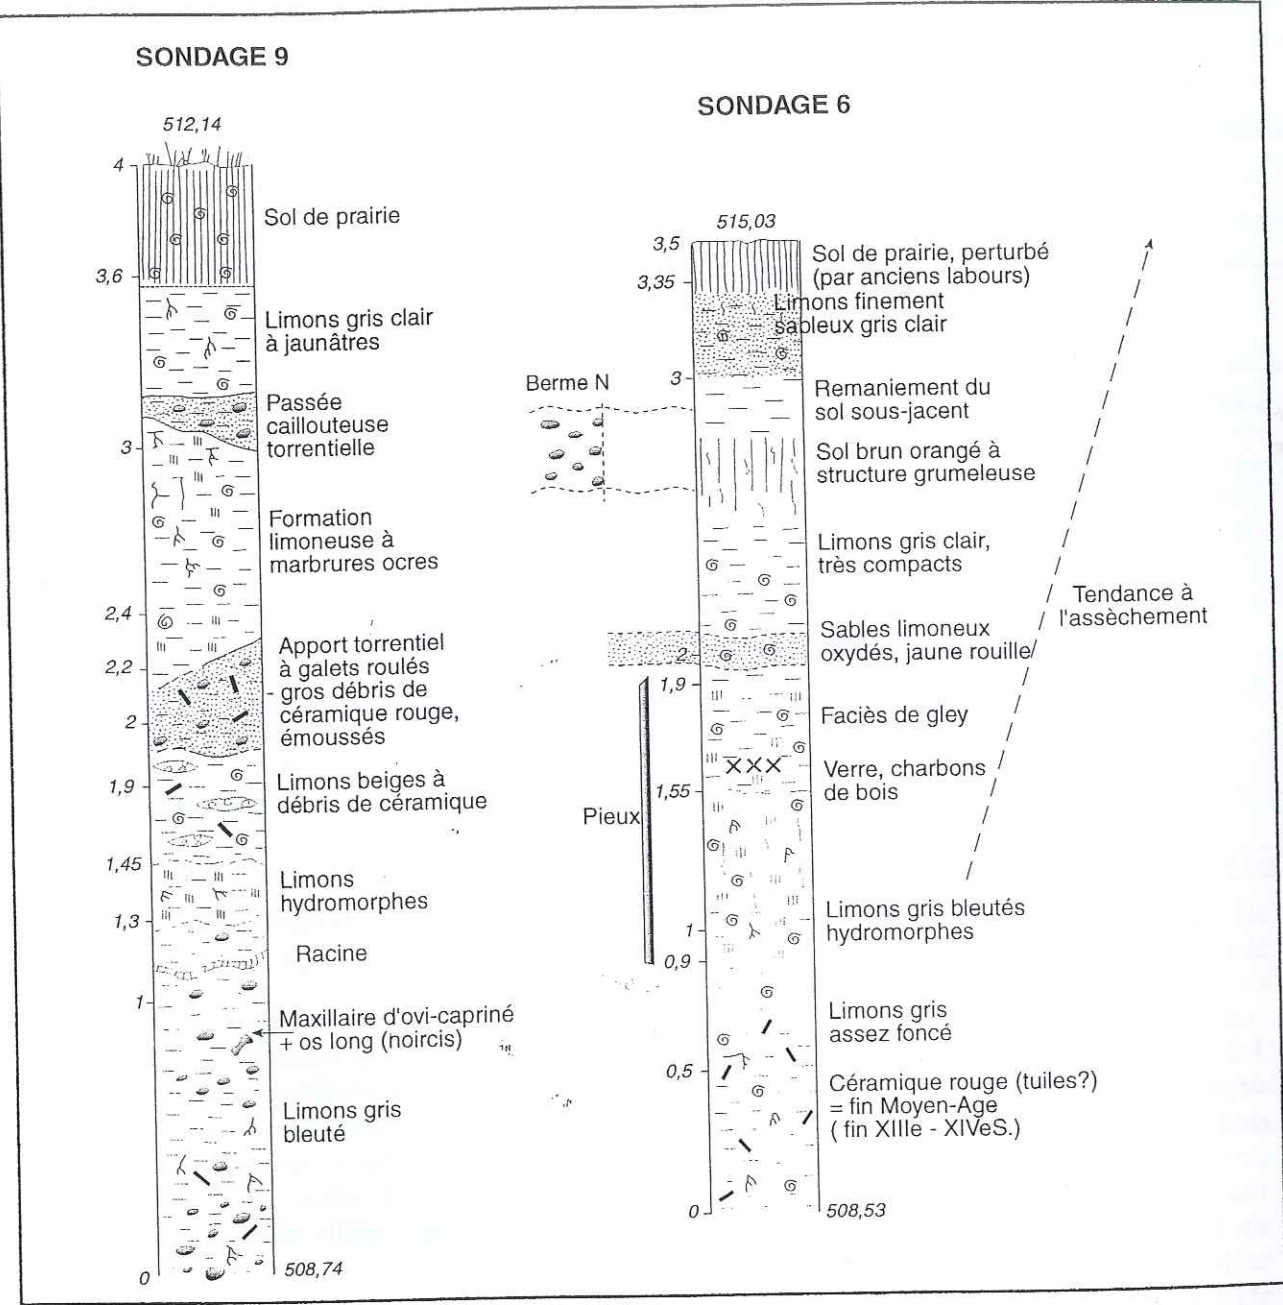 SONDAGE 9
512,14
4
Sol de prairie
3,6
Limons gris clair
à jaunâtres
Passée
caillouteuse
torrentielle
3
Formation
limoneuse à
marbrures ocres
2,4
Apport torrentiel
à galets roulés
- gros débris de
céramique rouge,
émoussés
2,2
2
Limons beiges à
débris de céramique
1,9
1,45
Limons
hydromorphes
1,3
Racine
1
Maxillaire d'ovi-capriné
+ os long (noircis)
Limons gris
bleuté
0
508,74
SONDAGE 6
515,03
3,5
Sol de prairie, perturbé
(par anciens labours)
3,35
Limons finement
sableux gris clair
3
Berme N
Remaniement du
sol sous-jacent
Sol brun orangé à
structure grumeleuse
Limons gris clair,
très compacts
Sables limoneux
oxydés, jaune rouille
2
1,9
Faciès de gley
Verre, charbons
de bois
1,55
Pieux
Limons gris bleutés
hydromorphes
1
0,9
Limons gris
assez foncé
0,5
Céramique rouge (tuiles?)
= fin Moyen-Age
( fin XIIIe - XIVeS.)
0
508,53
Tendance à
l'assèchement